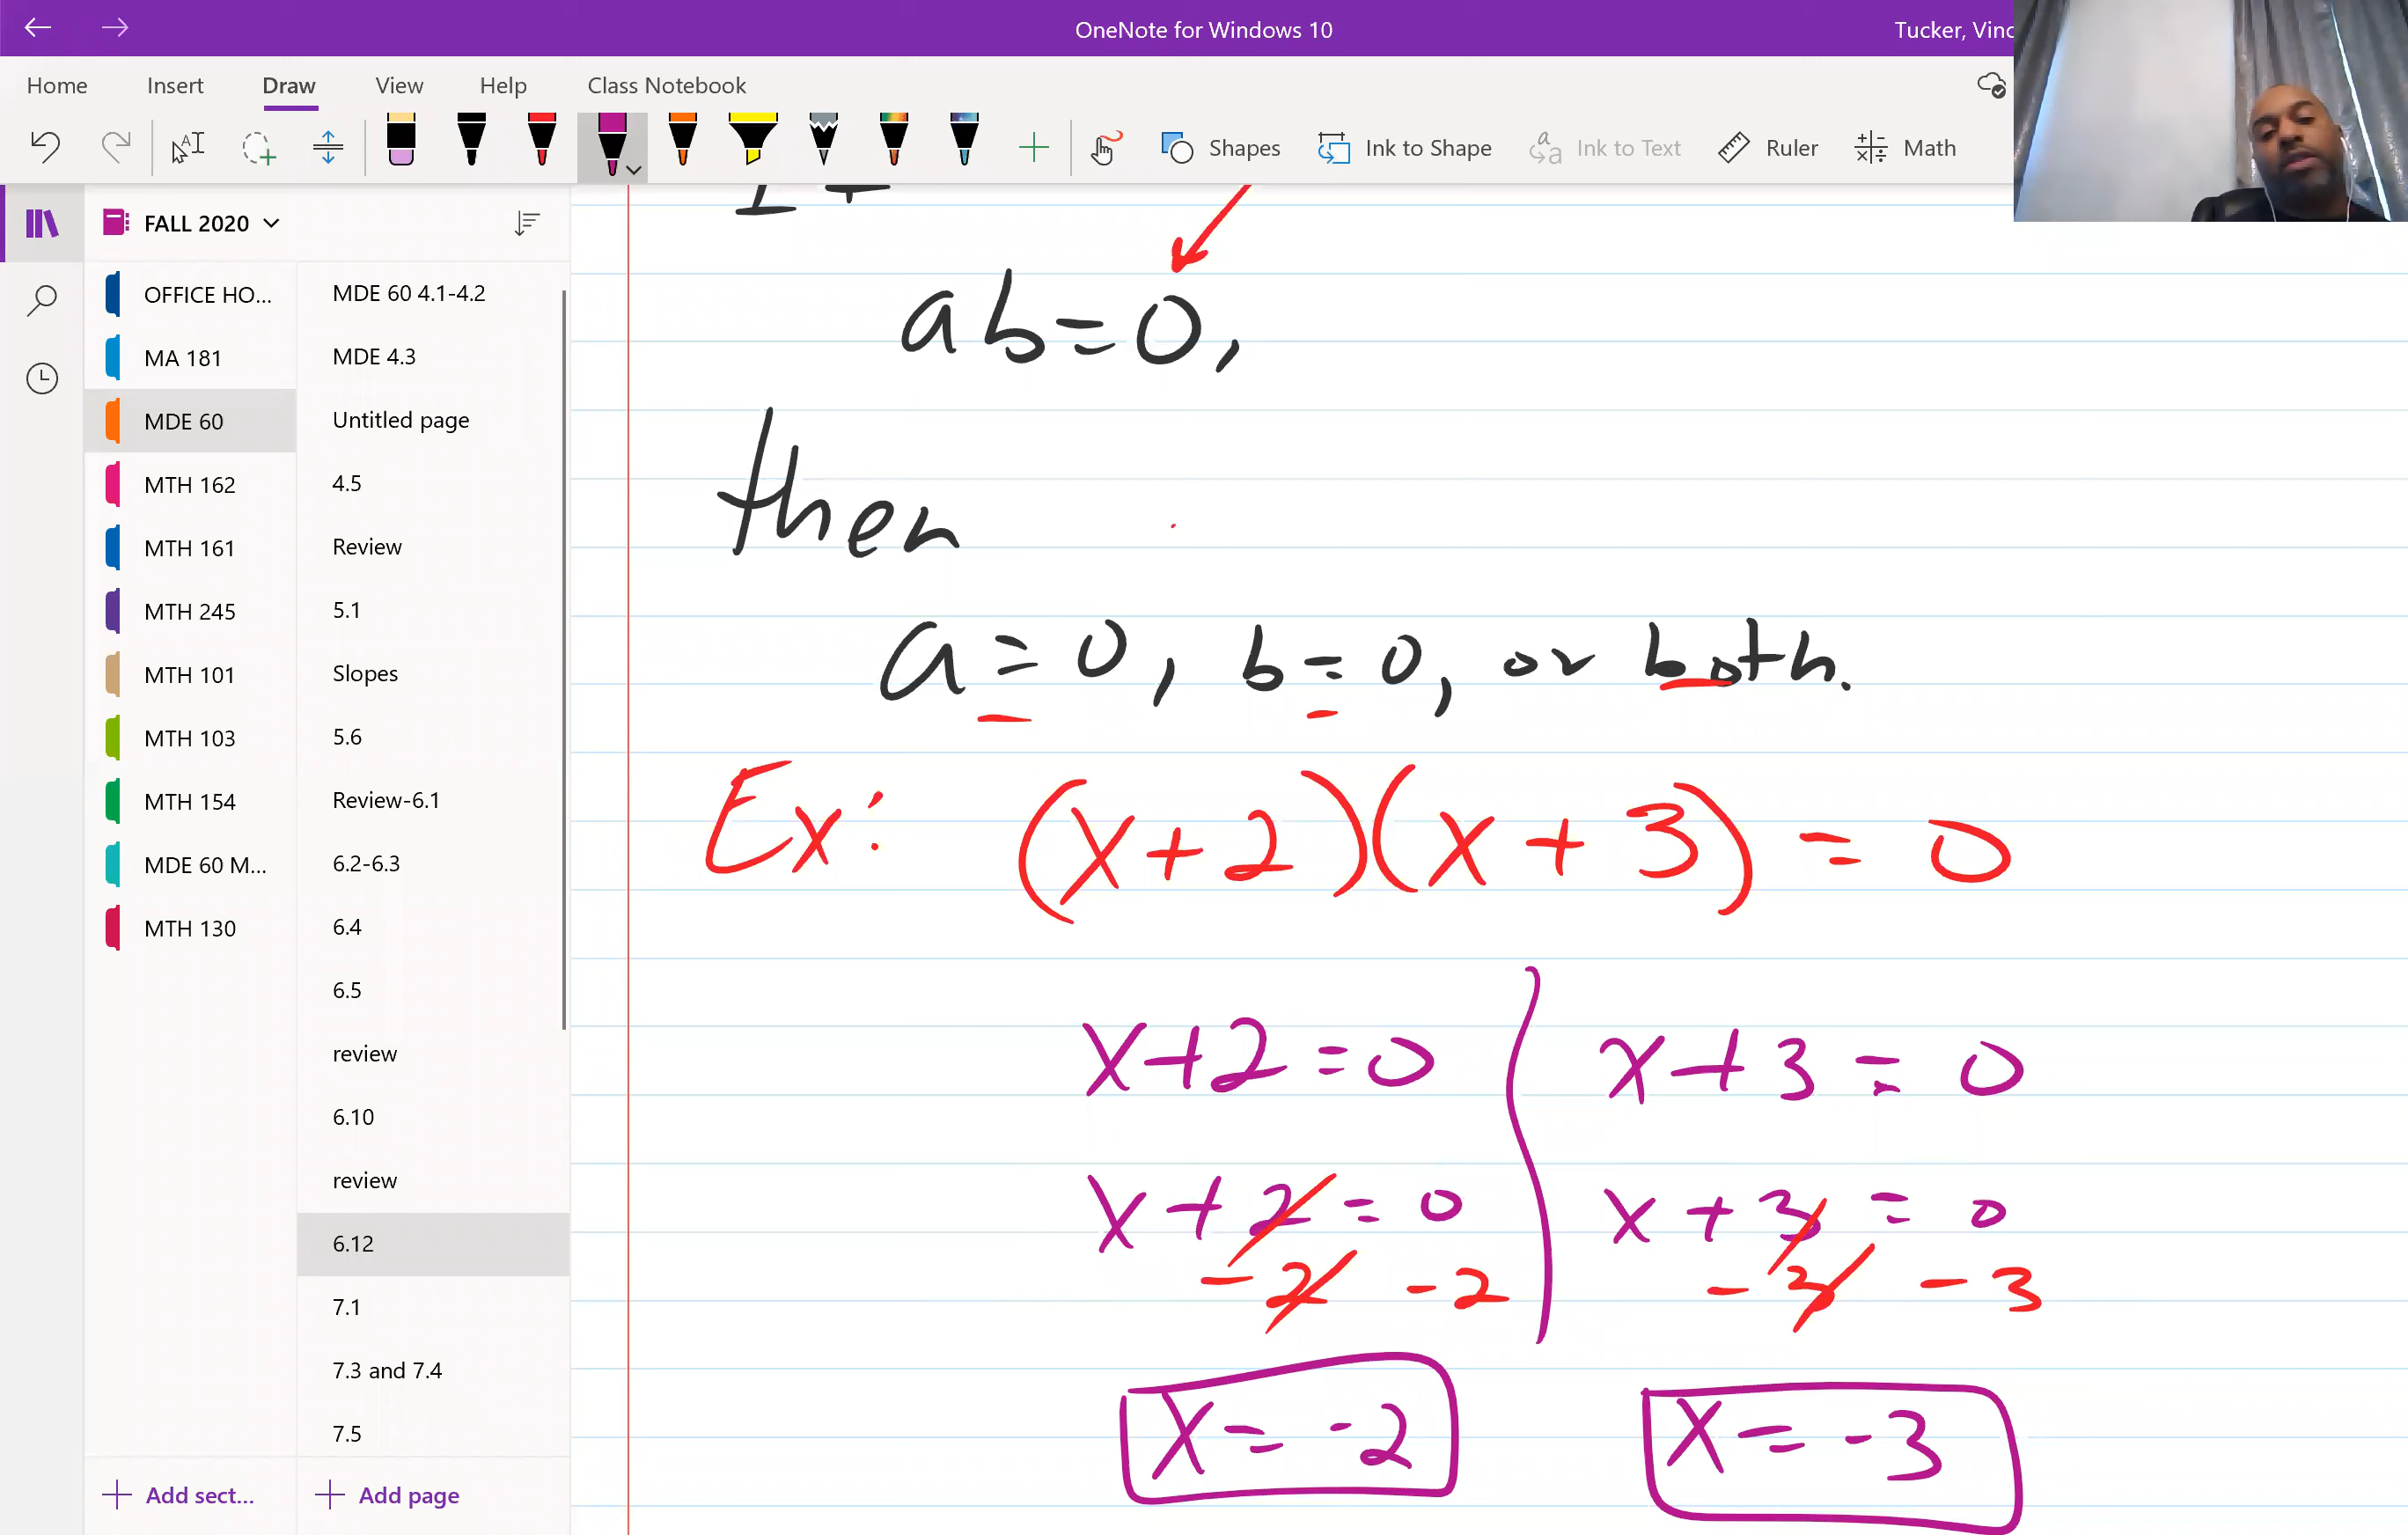 OneNote for Windows 10
Tucker, Vinc
Home Insert Draw View Help Class Notebook
Shapes Ink to Shape Ink to Text Ruler Math
FALL 2020
OFFICE HO...
MA 181
MDE 60
MTH 162
MTH 161
MTH 245
MTH 101
MTH 103
MTH 154
MDE 60 M...
MTH 130
Add sect...
MDE 60 4.1-4.2
MDE 4.3
Untitled page
4.5
Review
5.1
Slopes
5.6
Review-6.1
6.2-6.3
6.4
6.5
review
6.10
review
6.12
7.1
7.3 and 7.4
7.5
Add page
ab=0,
then
a=0, b=0, or both.
Ex: (x+2)(x+3)=0
x+2=0 x+3=0
x+2=0 x+3=0
-2 -2 -3 -3
x=-2 x=-3